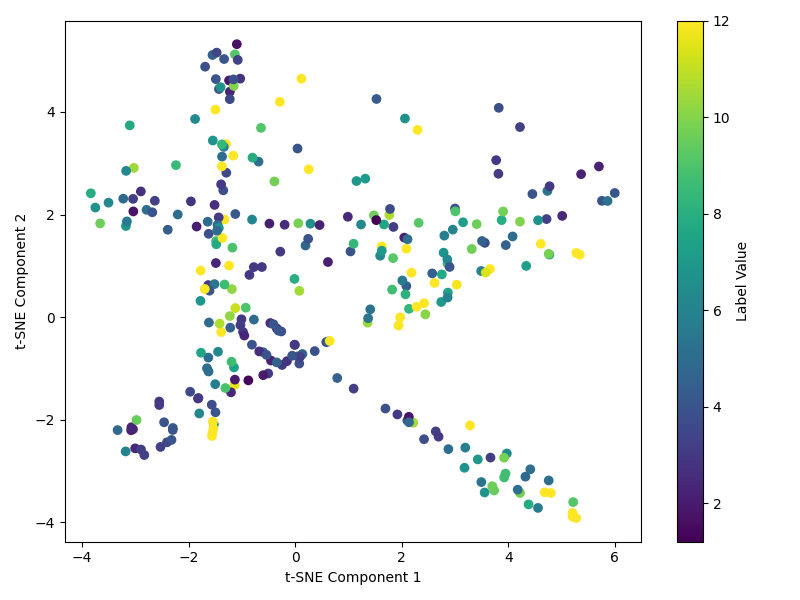 12
10
8
6
4
2
Label Value
4
2
0
−2
−4
t-SNE Component 2
−4 −2 0 2 4 6
t-SNE Component 1